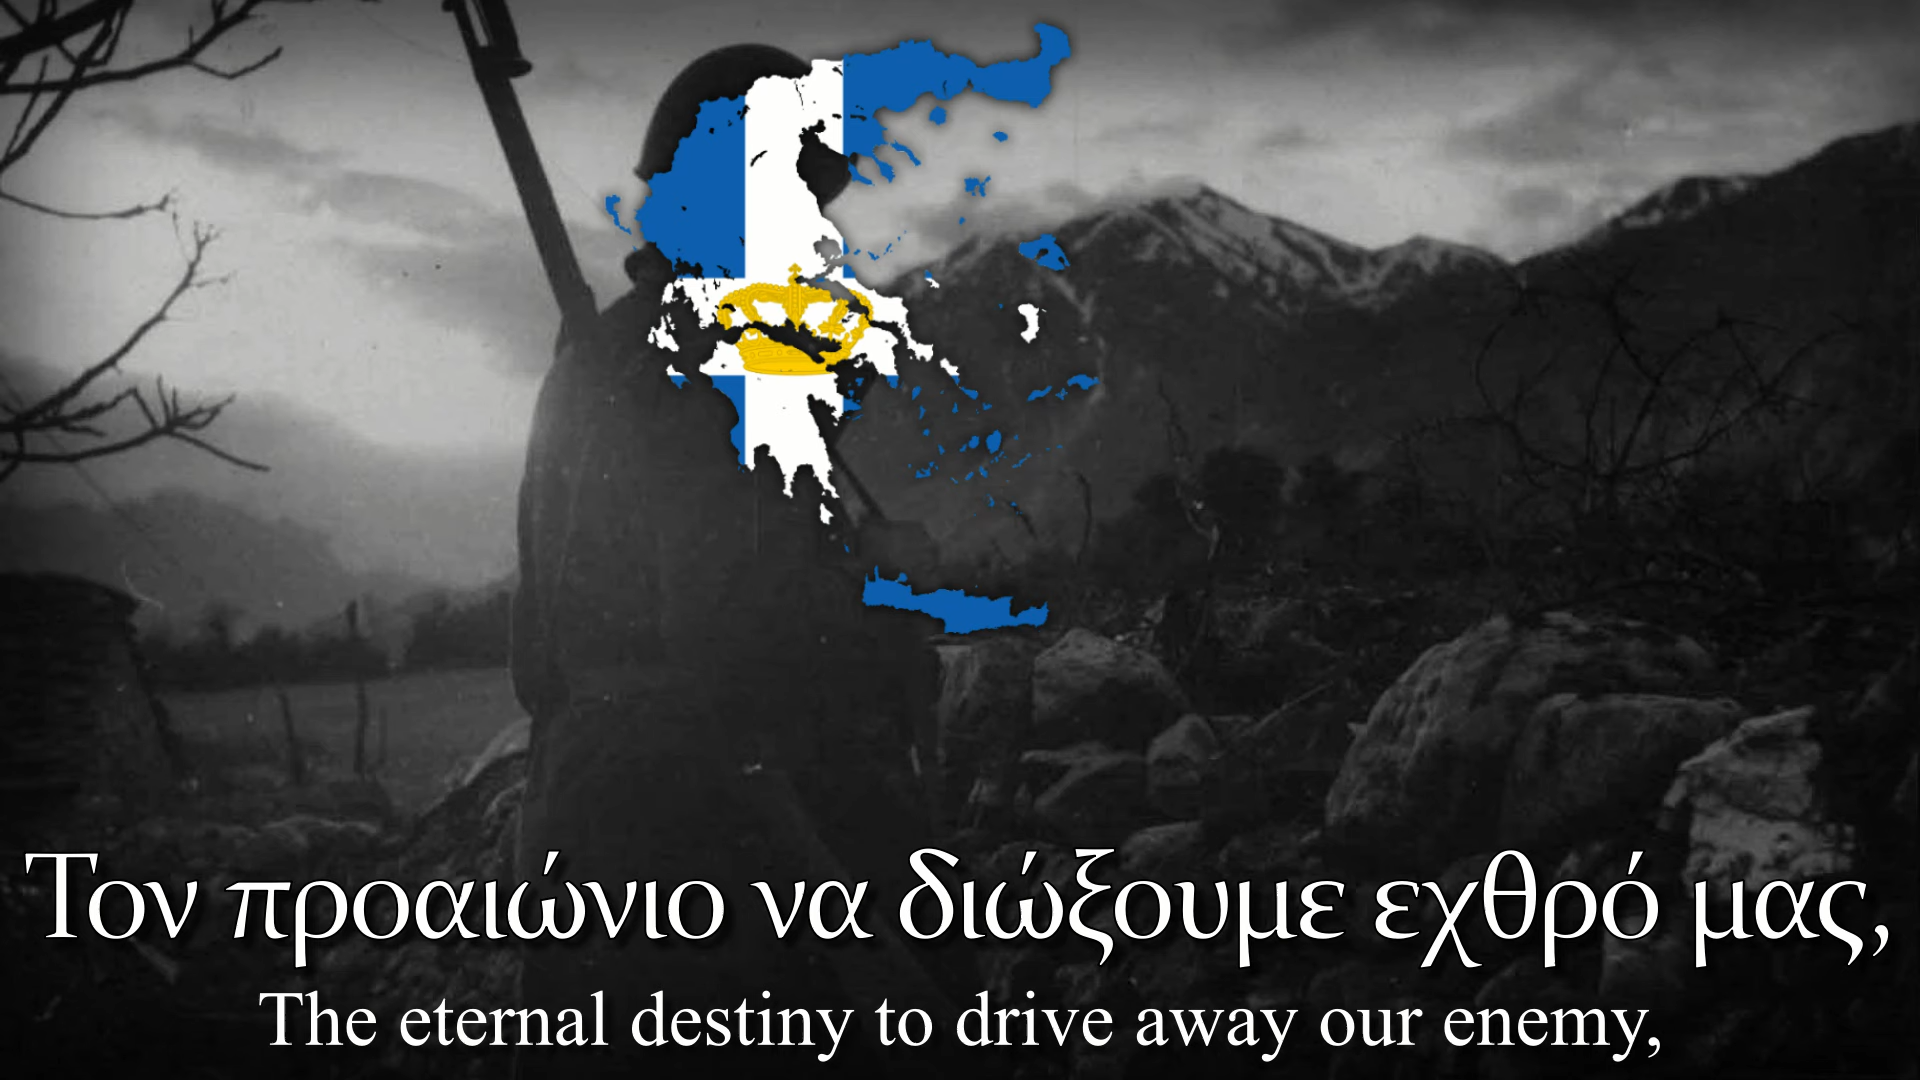 Τον προαιώνιο να διώξουμε εχθρό μας,
The eternal destiny to drive away our enemy,